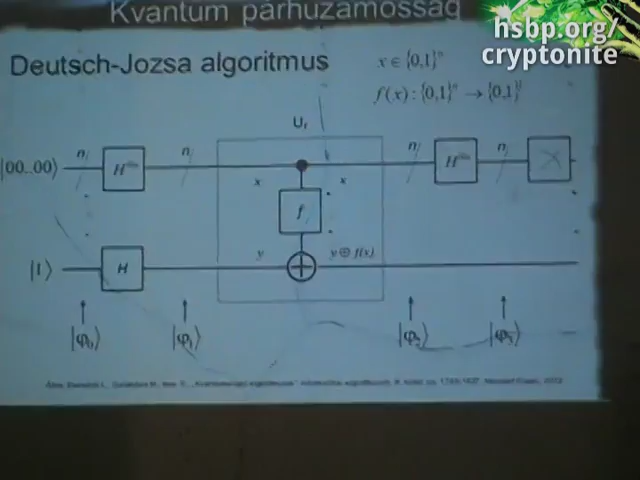 Kvantum párhuzamosság
hsbp.org/
cryptonite
Deutsch-Jozsa algoritmus
x ∈ {0,1}ⁿ
f(x) : {0,1}ⁿ → {0,1}
U_f
|00..00⟩ n H n x x n H n
f
y y ⊕ f(x)
|1⟩ H
|φ₀⟩ |φ₁⟩ |φ₂⟩ |φ₃⟩